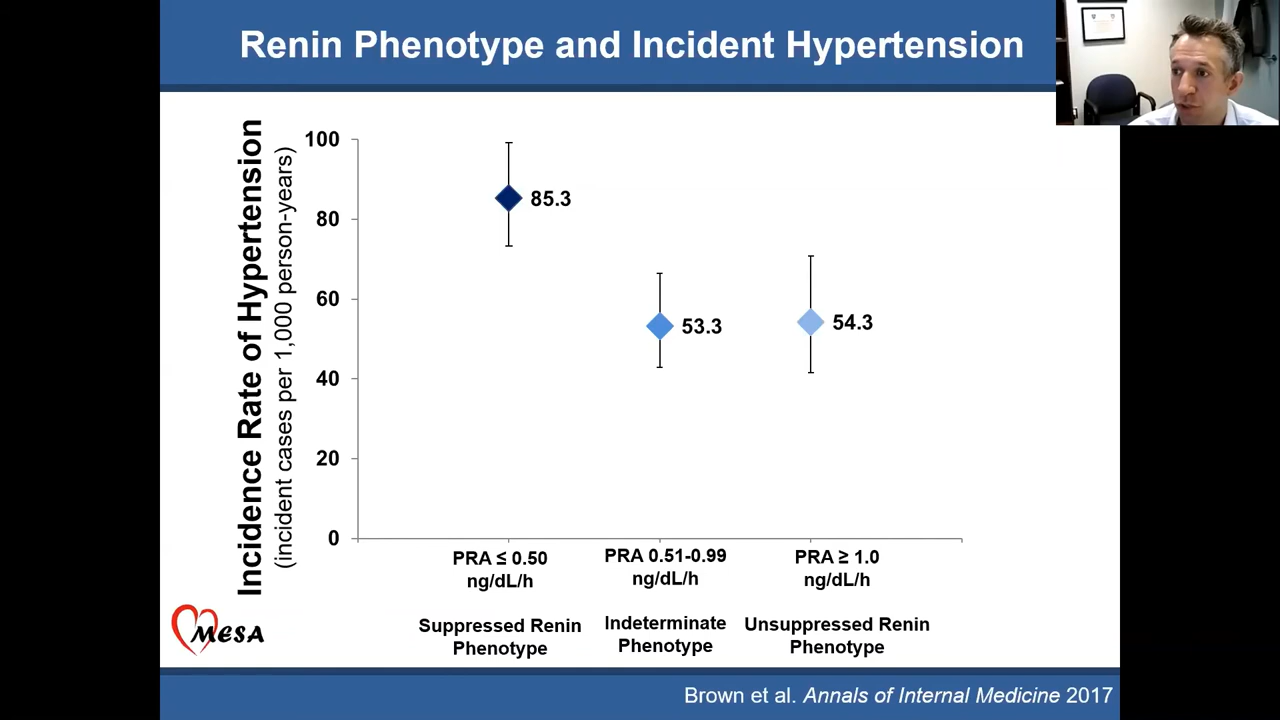 Renin Phenotype and Incident Hypertension
Incidence Rate of Hypertension
(incident cases per 1,000 person-years)
100
80
60
40
20
0
85.3
53.3
54.3
PRA ≤ 0.50
ng/dL/h
PRA 0.51-0.99
ng/dL/h
PRA ≥ 1.0
ng/dL/h
Suppressed Renin
Phenotype
Indeterminate
Phenotype
Unsuppressed Renin
Phenotype
MESA
Brown et al. Annals of Internal Medicine 2017